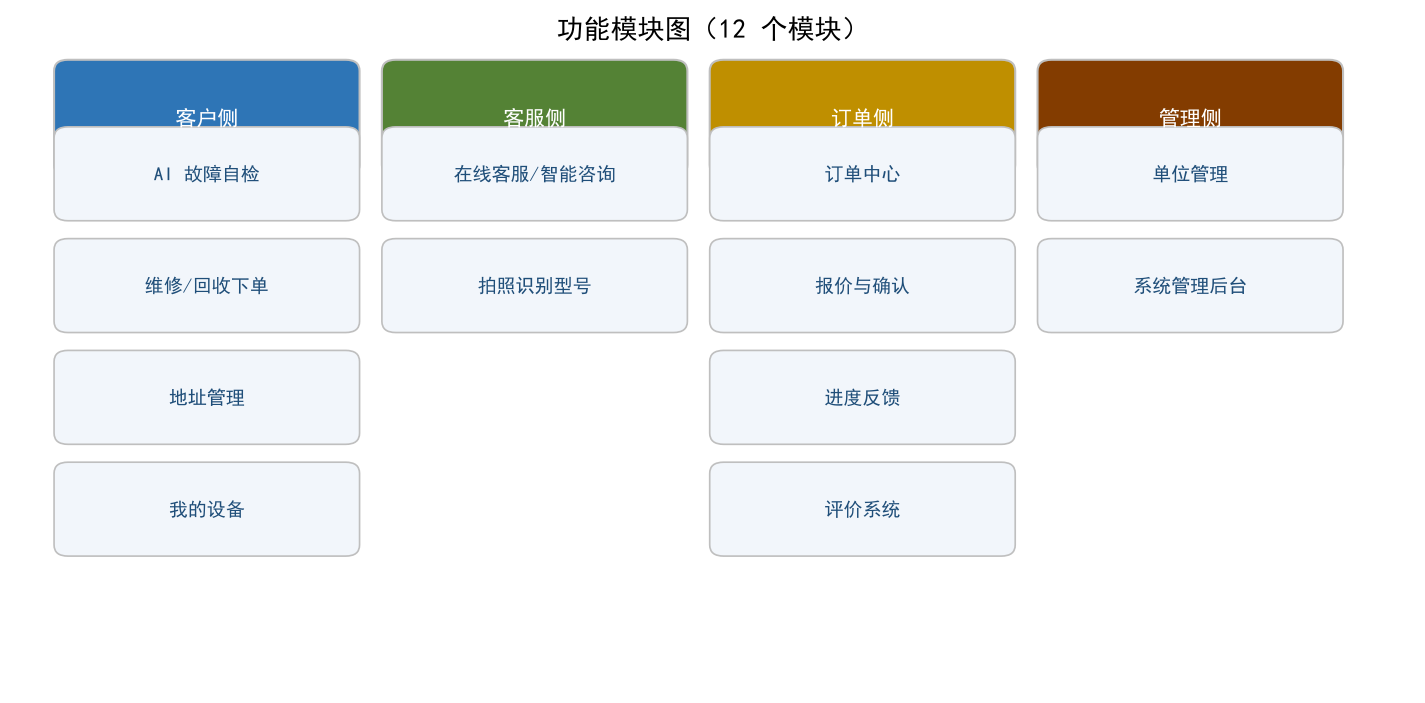 功能模块图（12 个模块）
客户侧
客服侧
订单侧
管理侧
AI 故障自检
在线客服/智能咨询
订单中心
单位管理
维修/回收下单
拍照识别型号
报价与确认
系统管理后台
地址管理
进度反馈
我的设备
评价系统